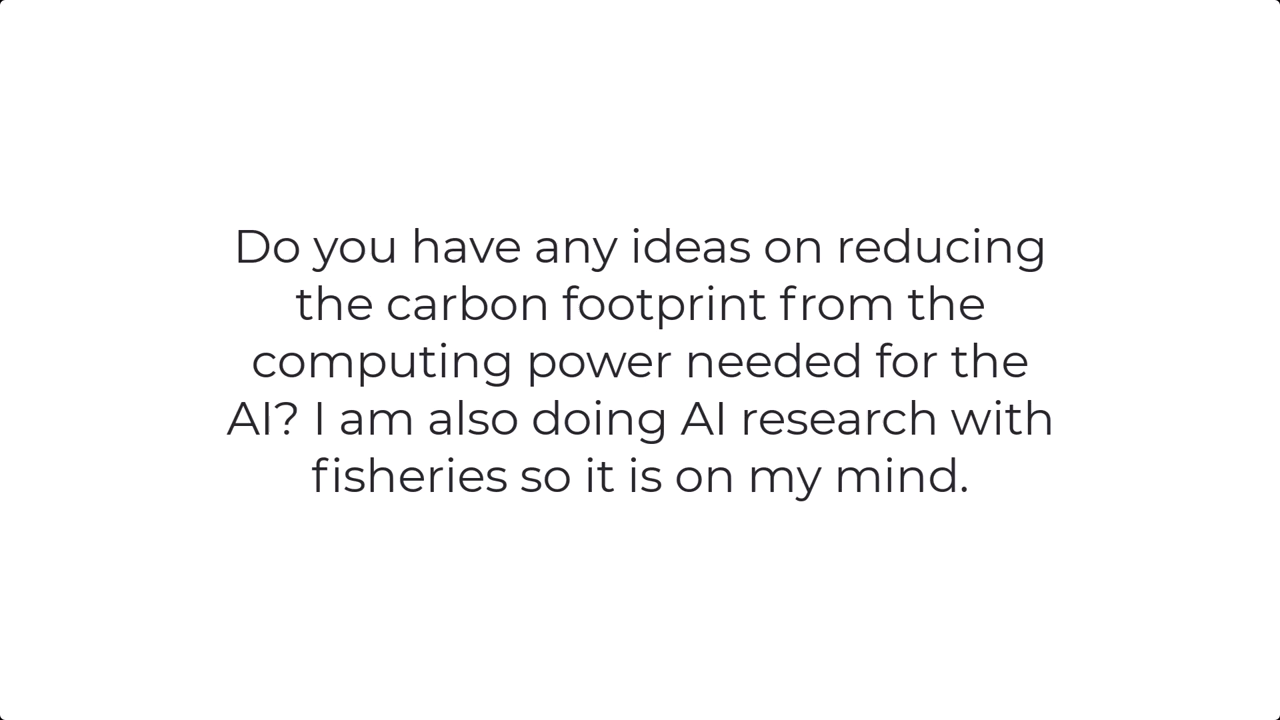 Do you have any ideas on reducing
the carbon footprint from the
computing power needed for the
AI? I am also doing AI research with
fisheries so it is on my mind.